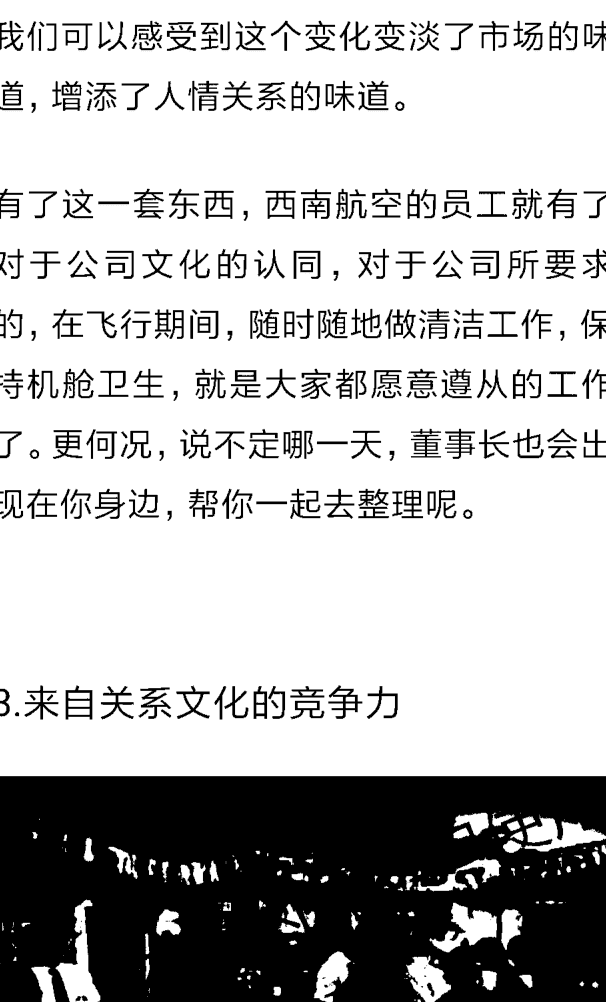 我们可以感受到这个变化变淡了市场的味
道，增添了人情关系的味道。
有了这一套东西，西南航空的员工就有了
对于公司文化的认同，对于公司所要求
的，在飞行期间，随时随地做清洁工作，保
持机舱卫生，就是大家都愿意遵从的工作
了。更何况，说不定哪一天，董事长也会出
现在你身边，帮你一起去整理呢。
3.来自关系文化的竞争力